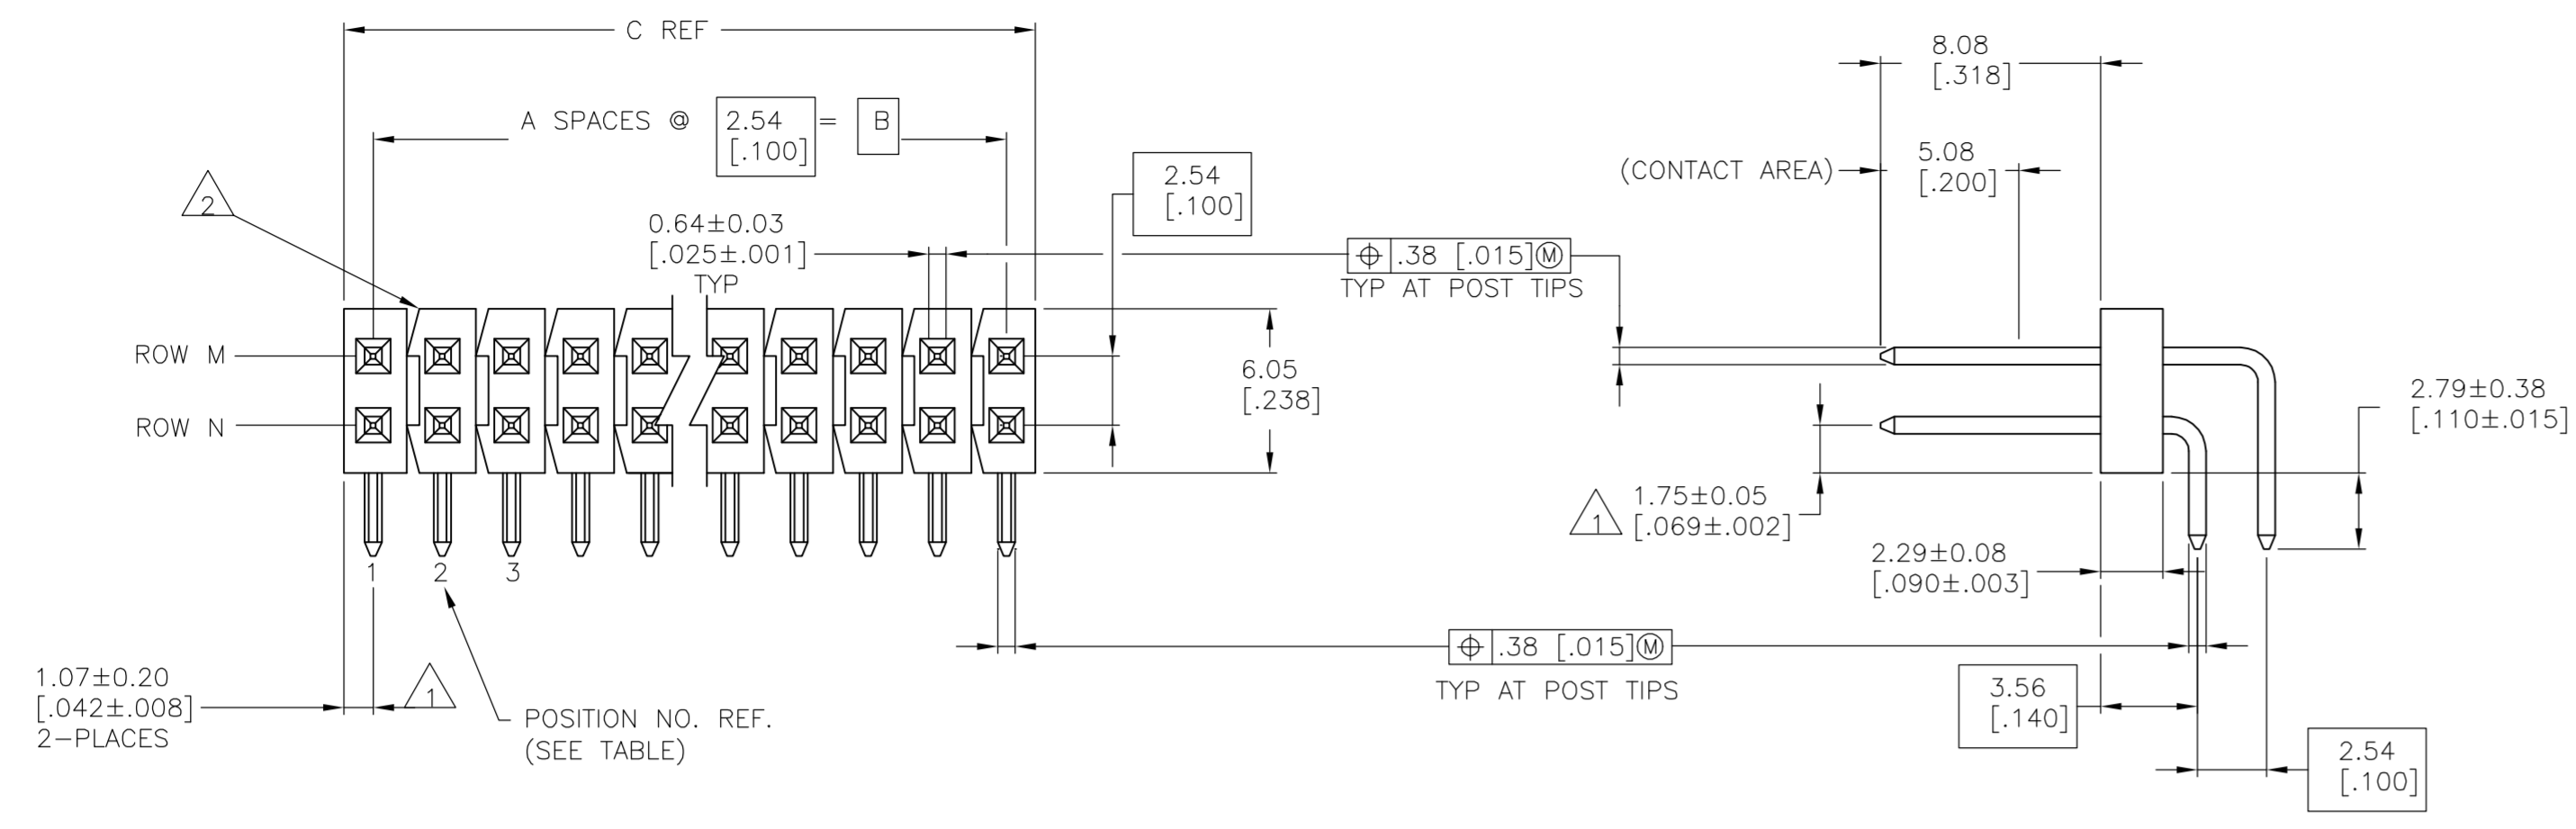 C REF
A SPACES @ 2.54 = B
[.100]
2
0.64±0.03
[.025±.001]
TYP
2.54
[.100]
⌖ .38 [.015]Ⓜ
TYP AT POST TIPS
8.08
[.318]
(CONTACT AREA)
5.08
[.200]
ROW M
ROW N
6.05
[.238]
2.79±0.38
[.110±.015]
1
1.75±0.05
[.069±.002]
2.29±0.08
[.090±.003]
1 2 3
1.07±0.20
[.042±.008]
2-PLACES
1
POSITION NO. REF.
(SEE TABLE)
⌖ .38 [.015]Ⓜ
TYP AT POST TIPS
3.56
[.140]
2.54
[.100]